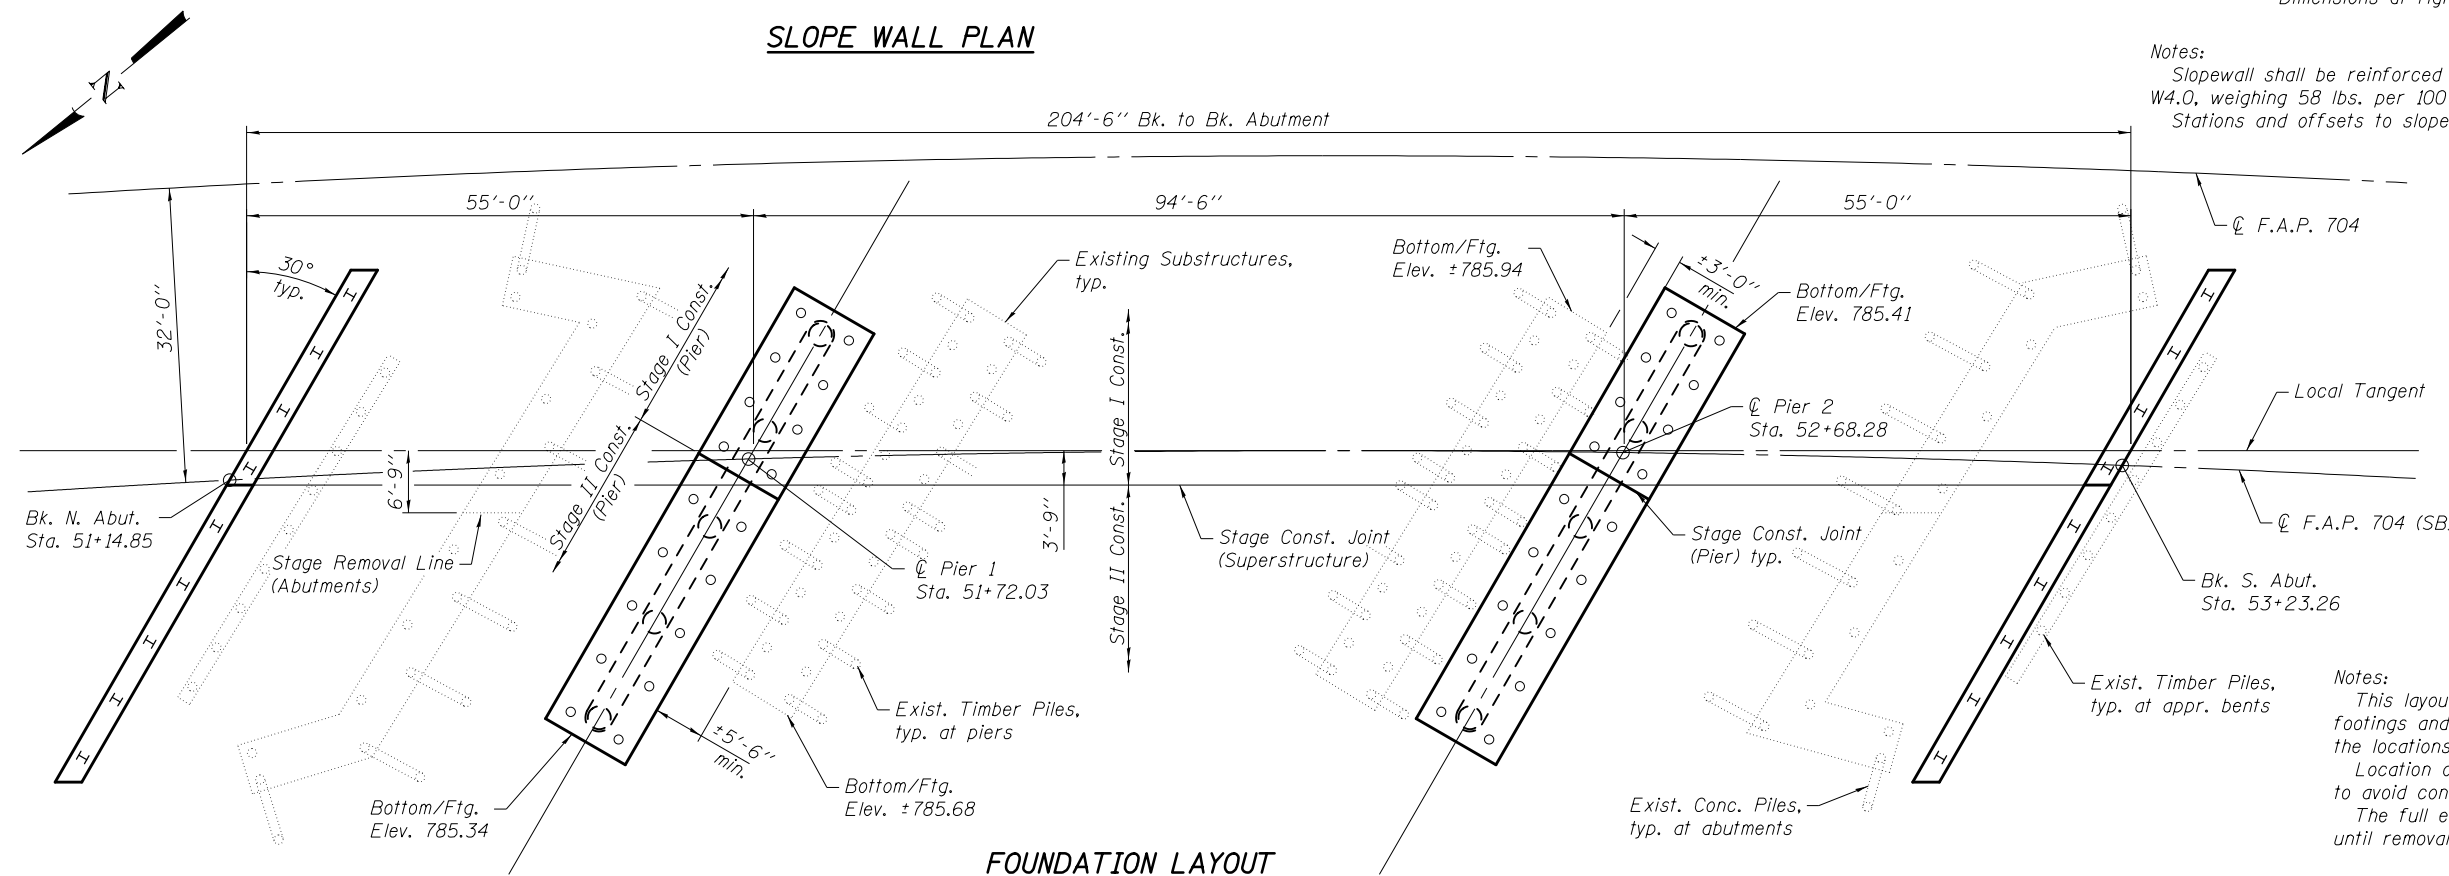 SLOPE WALL PLAN
Notes:
Slopewall shall be reinforced
W4.0, weighing 58 lbs. per 100
Stations and offsets to slope
N
204'-6" Bk. to Bk. Abutment
55'-0"
94'-6"
55'-0"
℄ F.A.P. 704
30°
typ.
32'-0"
Existing Substructures,
typ.
Bottom/Ftg.
Elev. ±785.94
±3'-0"
min.
Bottom/Ftg.
Elev. 785.41
Stage I Const.
(Pier)
Stage II Const.
(Pier)
Stage I Const.
Stage II Const.
℄ Pier 2
Sta. 52+68.28
Local Tangent
6'-9"
3'-9"
Bk. N. Abut.
Sta. 51+14.85
Stage Removal Line
(Abutments)
℄ Pier 1
Sta. 51+72.03
Stage Const. Joint
(Superstructure)
Stage Const. Joint
(Pier) typ.
℄ F.A.P. 704 (SB
Bk. S. Abut.
Sta. 53+23.26
Exist. Timber Piles,
typ. at piers
±5'-6"
min.
Bottom/Ftg.
Elev. ±785.68
Bottom/Ftg.
Elev. 785.34
Exist. Conc. Piles,
typ. at abutments
Exist. Timber Piles,
typ. at appr. bents
Notes:
This layou
footings and
the locations
Location o
to avoid con
The full e
until removal
FOUNDATION LAYOUT